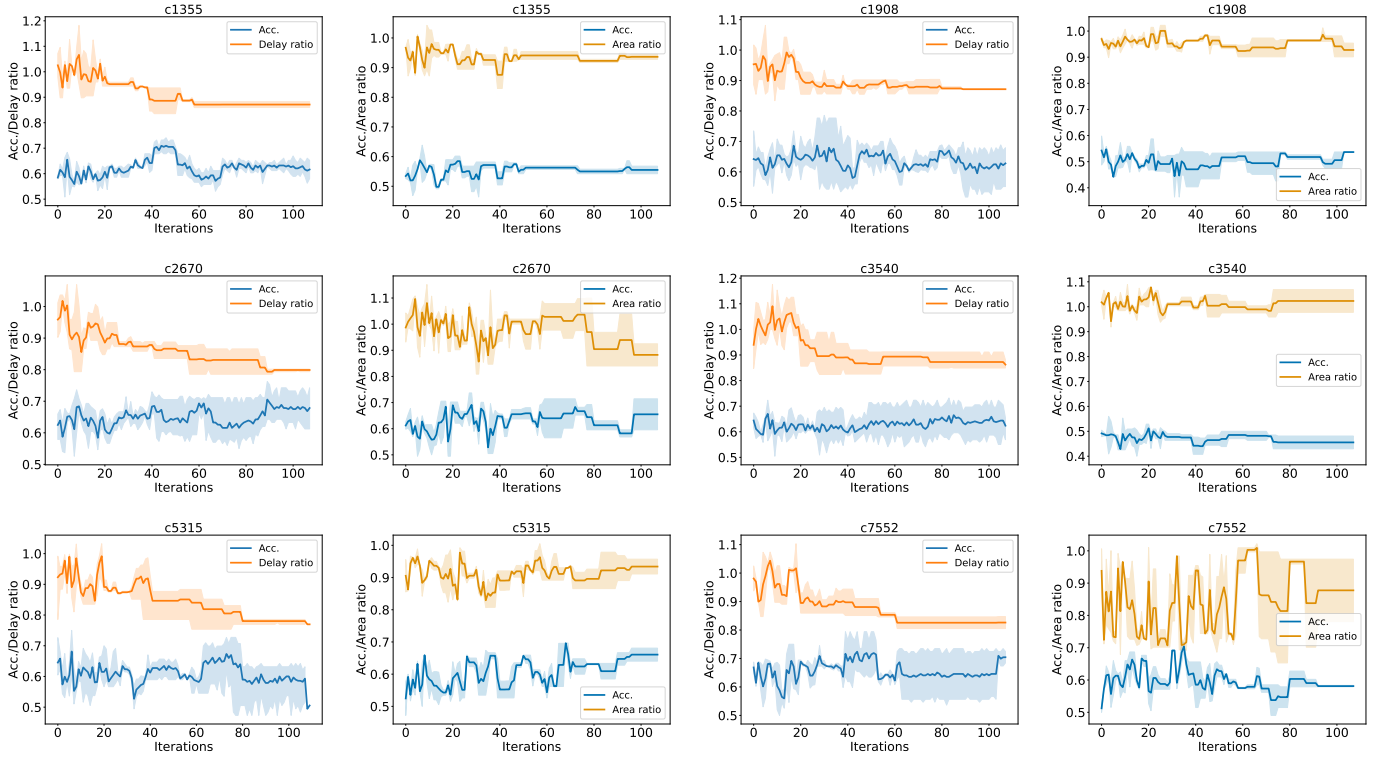 c1355
Acc./Delay ratio
1.2
1.1
1.0
0.9
0.8
0.7
0.6
0.5
Acc.
Delay ratio
0 20 40 60 80 100
Iterations
c1355
Acc./Area ratio
1.0
0.9
0.8
0.7
0.6
0.5
Acc.
Area ratio
0 20 40 60 80 100
Iterations
c1908
Acc./Delay ratio
1.1
1.0
0.9
0.8
0.7
0.6
0.5
Acc.
Delay ratio
0 20 40 60 80 100
Iterations
c1908
Acc./Area ratio
1.0
0.9
0.8
0.7
0.6
0.5
0.4
Acc.
Area ratio
0 20 40 60 80 100
Iterations
c2670
Acc./Delay ratio
1.0
0.9
0.8
0.7
0.6
0.5
Acc.
Delay ratio
0 20 40 60 80 100
Iterations
c2670
Acc./Area ratio
1.1
1.0
0.9
0.8
0.7
0.6
0.5
Acc.
Area ratio
0 20 40 60 80 100
Iterations
c3540
Acc./Delay ratio
1.2
1.1
1.0
0.9
0.8
0.7
0.6
0.5
Acc.
Delay ratio
0 20 40 60 80 100
Iterations
c3540
Acc./Area ratio
1.1
1.0
0.9
0.8
0.7
0.6
0.5
0.4
Acc.
Area ratio
0 20 40 60 80 100
Iterations
c5315
Acc./Delay ratio
1.0
0.9
0.8
0.7
0.6
0.5
Acc.
Delay ratio
0 20 40 60 80 100
Iterations
c5315
Acc./Area ratio
1.0
0.9
0.8
0.7
0.6
0.5
Acc.
Area ratio
0 20 40 60 80 100
Iterations
c7552
Acc./Delay ratio
1.1
1.0
0.9
0.8
0.7
0.6
0.5
Acc.
Delay ratio
0 20 40 60 80 100
Iterations
c7552
Acc./Area ratio
1.0
0.9
0.8
0.7
0.6
0.5
Acc.
Area ratio
0 20 40 60 80 100
Iterations